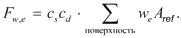 F_{w,e} = c_s c_d · ∑_{поверхность} w_e A_{ref}.